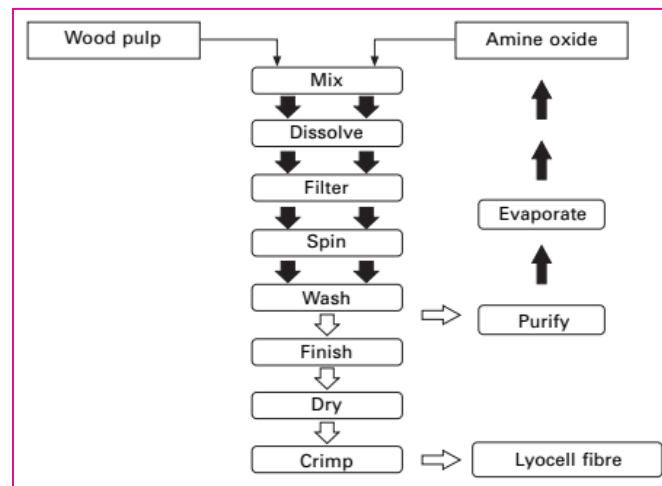 Wood pulp
Amine oxide
Mix
Dissolve
Filter
Evaporate
Spin
Wash
Purify
Finish
Dry
Crimp
Lyocell fibre